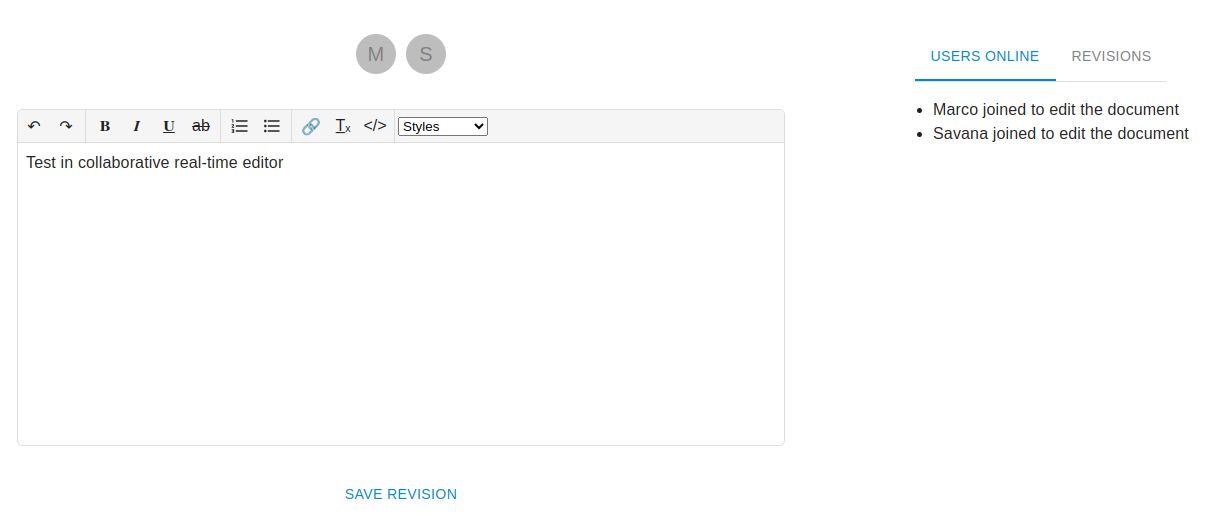 M S
USERS ONLINE REVISIONS
B I U ab Tx </> Styles
Test in collaborative real-time editor
Marco joined to edit the document
Savana joined to edit the document
SAVE REVISION